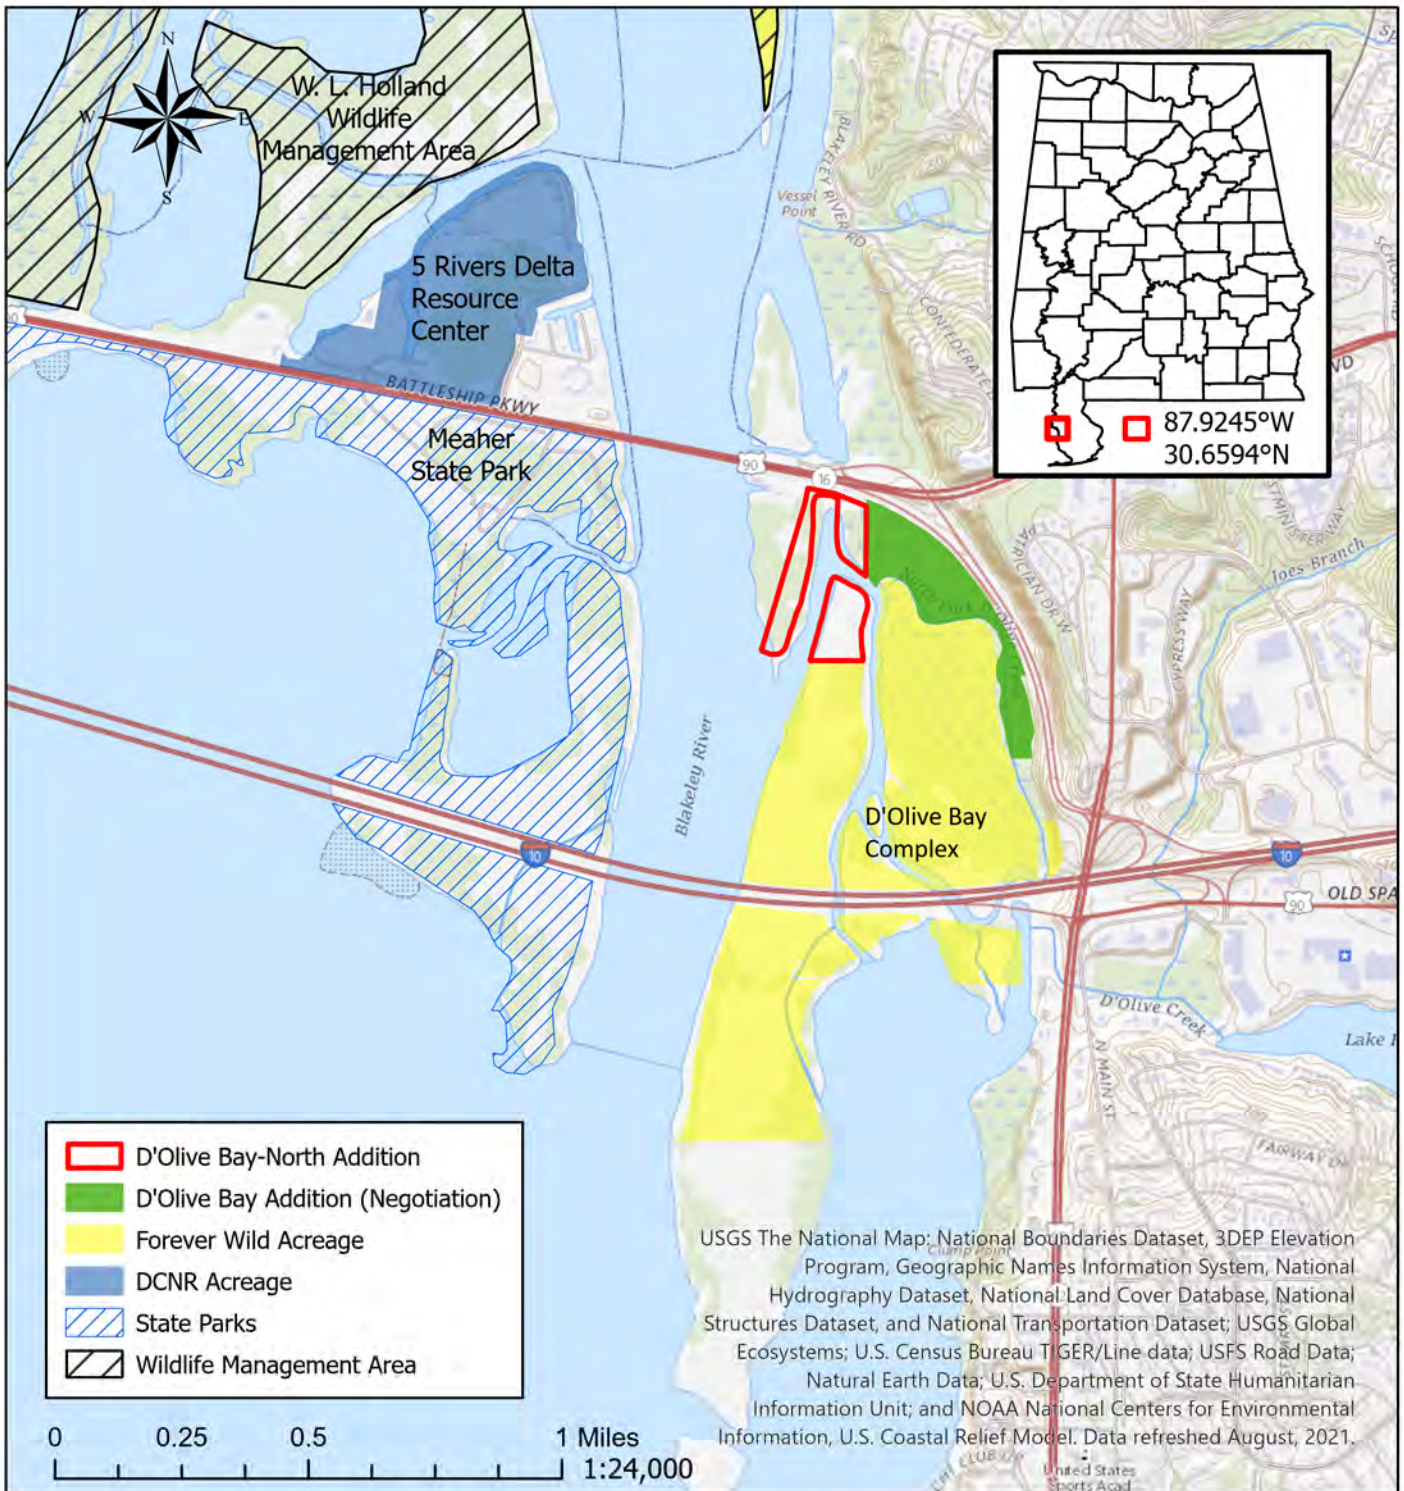 N
W
E
S
W. L. Holland
Wildlife
Management Area
5 Rivers Delta
Resource
Center
BATTLESHIP PKWY
Meaher
State Park
Vessel
Point
BLAKELEY RIVER RD
CONFEDERATE
90
16
87.9245°W
30.6594°N
VD
PATRICIAN DR W
CYPRESS WAY
Joes Branch
Blakeley River
D'Olive Bay
Complex
10
10
90
OLD SPA
D'Olive Creek
Lake
N MAIN ST
FAIRWAY DR
D'Olive Bay-North Addition
D'Olive Bay Addition (Negotiation)
Forever Wild Acreage
DCNR Acreage
State Parks
Wildlife Management Area
USGS The National Map: National Boundaries Dataset, 3DEP Elevation
Program, Geographic Names Information System, National
Hydrography Dataset, National Land Cover Database, National
Structures Dataset, and National Transportation Dataset; USGS Global
Ecosystems; U.S. Census Bureau TIGER/Line data; USFS Road Data;
Natural Earth Data; U.S. Department of State Humanitarian
Information Unit; and NOAA National Centers for Environmental
Information, U.S. Coastal Relief Model. Data refreshed August, 2021.
0
0.25
0.5
1 Miles
1:24,000
United States
Sports Acad